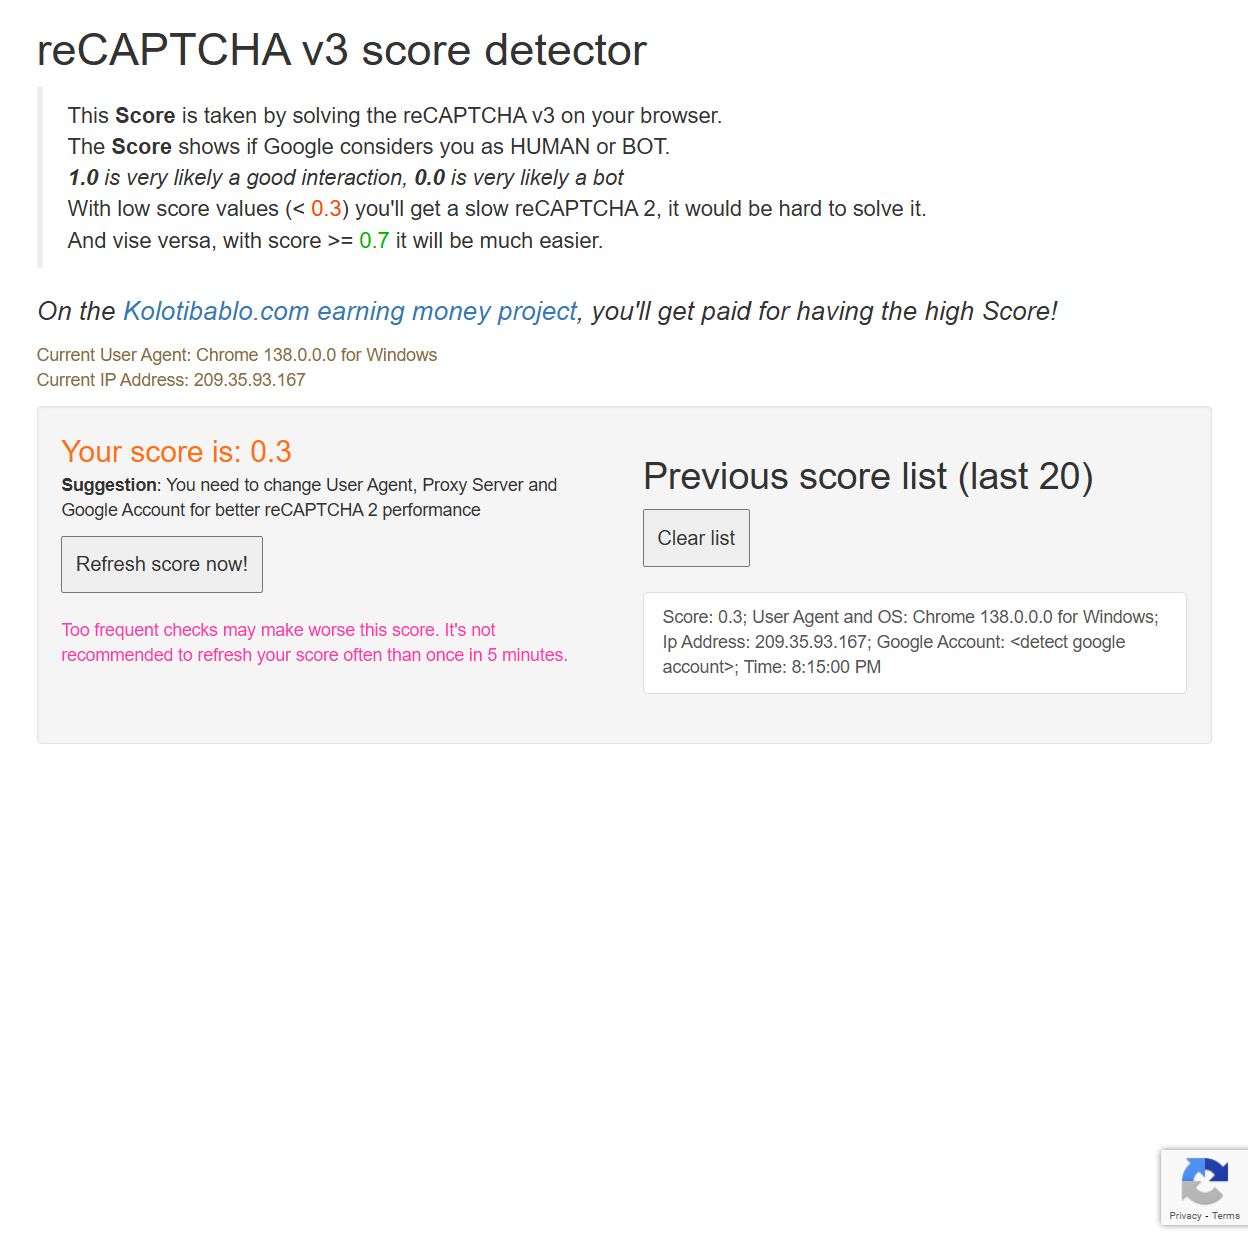 reCAPTCHA v3 score detector
This Score is taken by solving the reCAPTCHA v3 on your browser.
The Score shows if Google considers you as HUMAN or BOT.
1.0 is very likely a good interaction, 0.0 is very likely a bot
With low score values (< 0.3) you'll get a slow reCAPTCHA 2, it would be hard to solve it.
And vise versa, with score >= 0.7 it will be much easier.
On the Kolotibablo.com earning money project, you'll get paid for having the high Score!
Current User Agent: Chrome 138.0.0.0 for Windows
Current IP Address: 209.35.93.167
Your score is: 0.3
Suggestion: You need to change User Agent, Proxy Server and
Google Account for better reCAPTCHA 2 performance
Refresh score now!
Too frequent checks may make worse this score. It's not
recommended to refresh your score often than once in 5 minutes.
Previous score list (last 20)
Clear list
Score: 0.3; User Agent and OS: Chrome 138.0.0.0 for Windows;
Ip Address: 209.35.93.167; Google Account: <detect google
account>; Time: 8:15:00 PM
Privacy - Terms